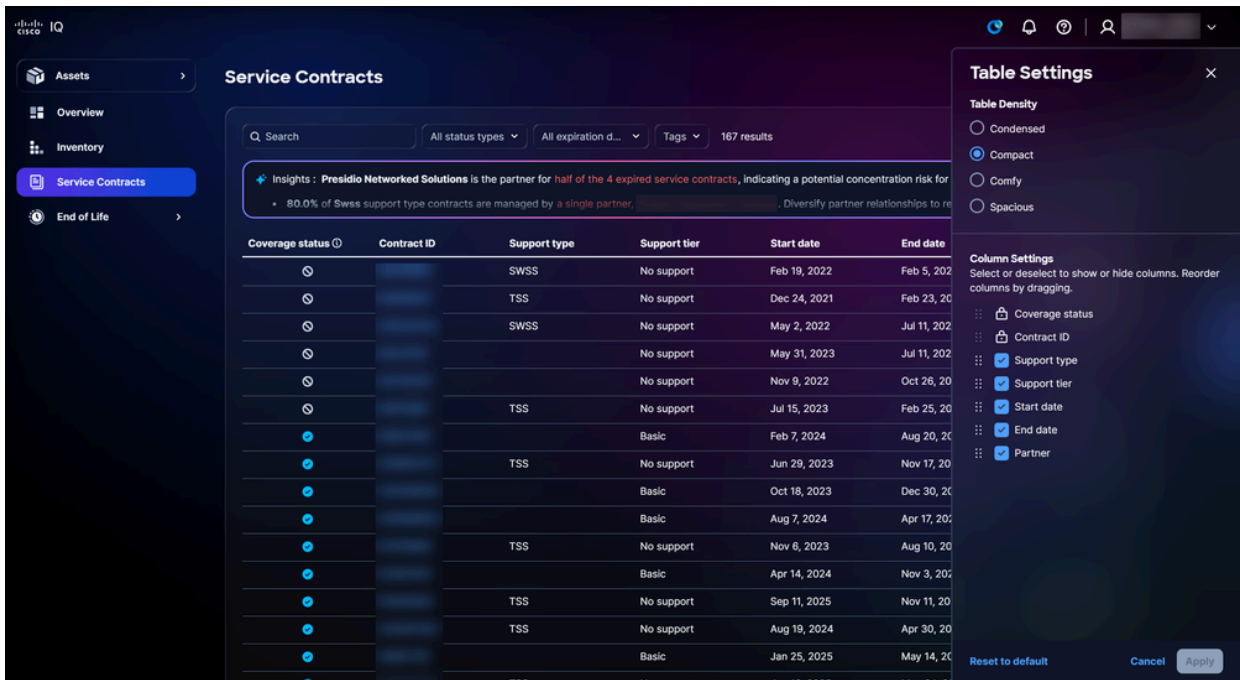 CISCO IQ
Assets
Overview
Inventory
Service Contracts
End of Life
Service Contracts
Search
All status types
All expiration d...
Tags
167 results
Insights : Presidio Networked Solutions is the partner for half of the 4 expired service contracts, indicating a potential concentration risk for
• 80.0% of Swss support type contracts are managed by a single partner, . Diversify partner relationships to re
Coverage status Contract ID Support type Support tier Start date End date
SWSS No support Feb 19, 2022 Feb 5, 202
TSS No support Dec 24, 2021 Feb 23, 20
SWSS No support May 2, 2022 Jul 11, 202
No support May 31, 2023 Jul 11, 202
No support Nov 9, 2022 Oct 26, 20
TSS No support Jul 15, 2023 Feb 25, 20
Basic Feb 7, 2024 Aug 20, 20
TSS No support Jun 29, 2023 Nov 17, 20
Basic Oct 18, 2023 Dec 30, 20
Basic Aug 7, 2024 Apr 17, 202
TSS No support Nov 6, 2023 Aug 10, 20
Basic Apr 14, 2024 Nov 3, 202
TSS No support Sep 11, 2025 Nov 11, 20
TSS No support Aug 19, 2024 Apr 30, 20
Basic Jan 25, 2025 May 14, 20
Table Settings
Table Density
Condensed
Compact
Comfy
Spacious
Column Settings
Select or deselect to show or hide columns. Reorder
columns by dragging.
Coverage status
Contract ID
Support type
Support tier
Start date
End date
Partner
Reset to default
Cancel
Apply